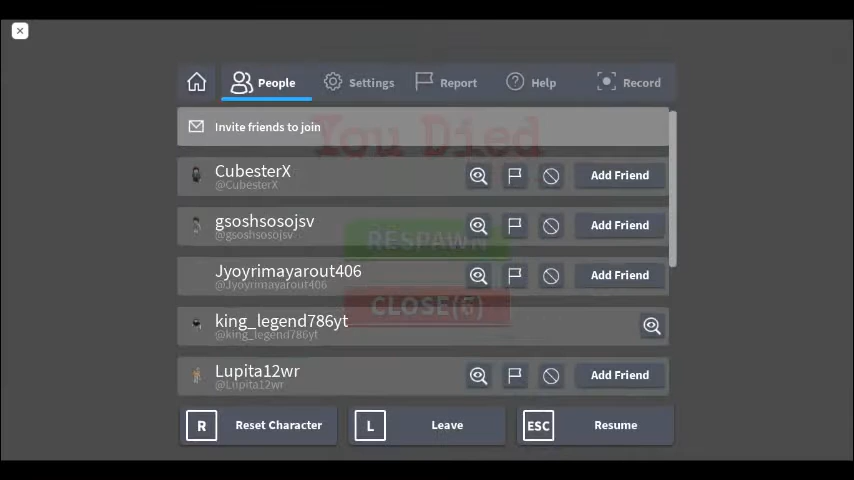 People Settings Report Help Record
Invite friends to join
You Died
CubesterX
@CubesterX
Add Friend
gsoshsosojsv
@gsoshsosojsv
Add Friend
RESPAWN
Jyoyrimayarout406
@Jyoyrimayarout406
Add Friend
CLOSE(6)
king_legend786yt
@king_legend786yt
Lupita12wr
@Lupita12wr
Add Friend
R Reset Character L Leave ESC Resume